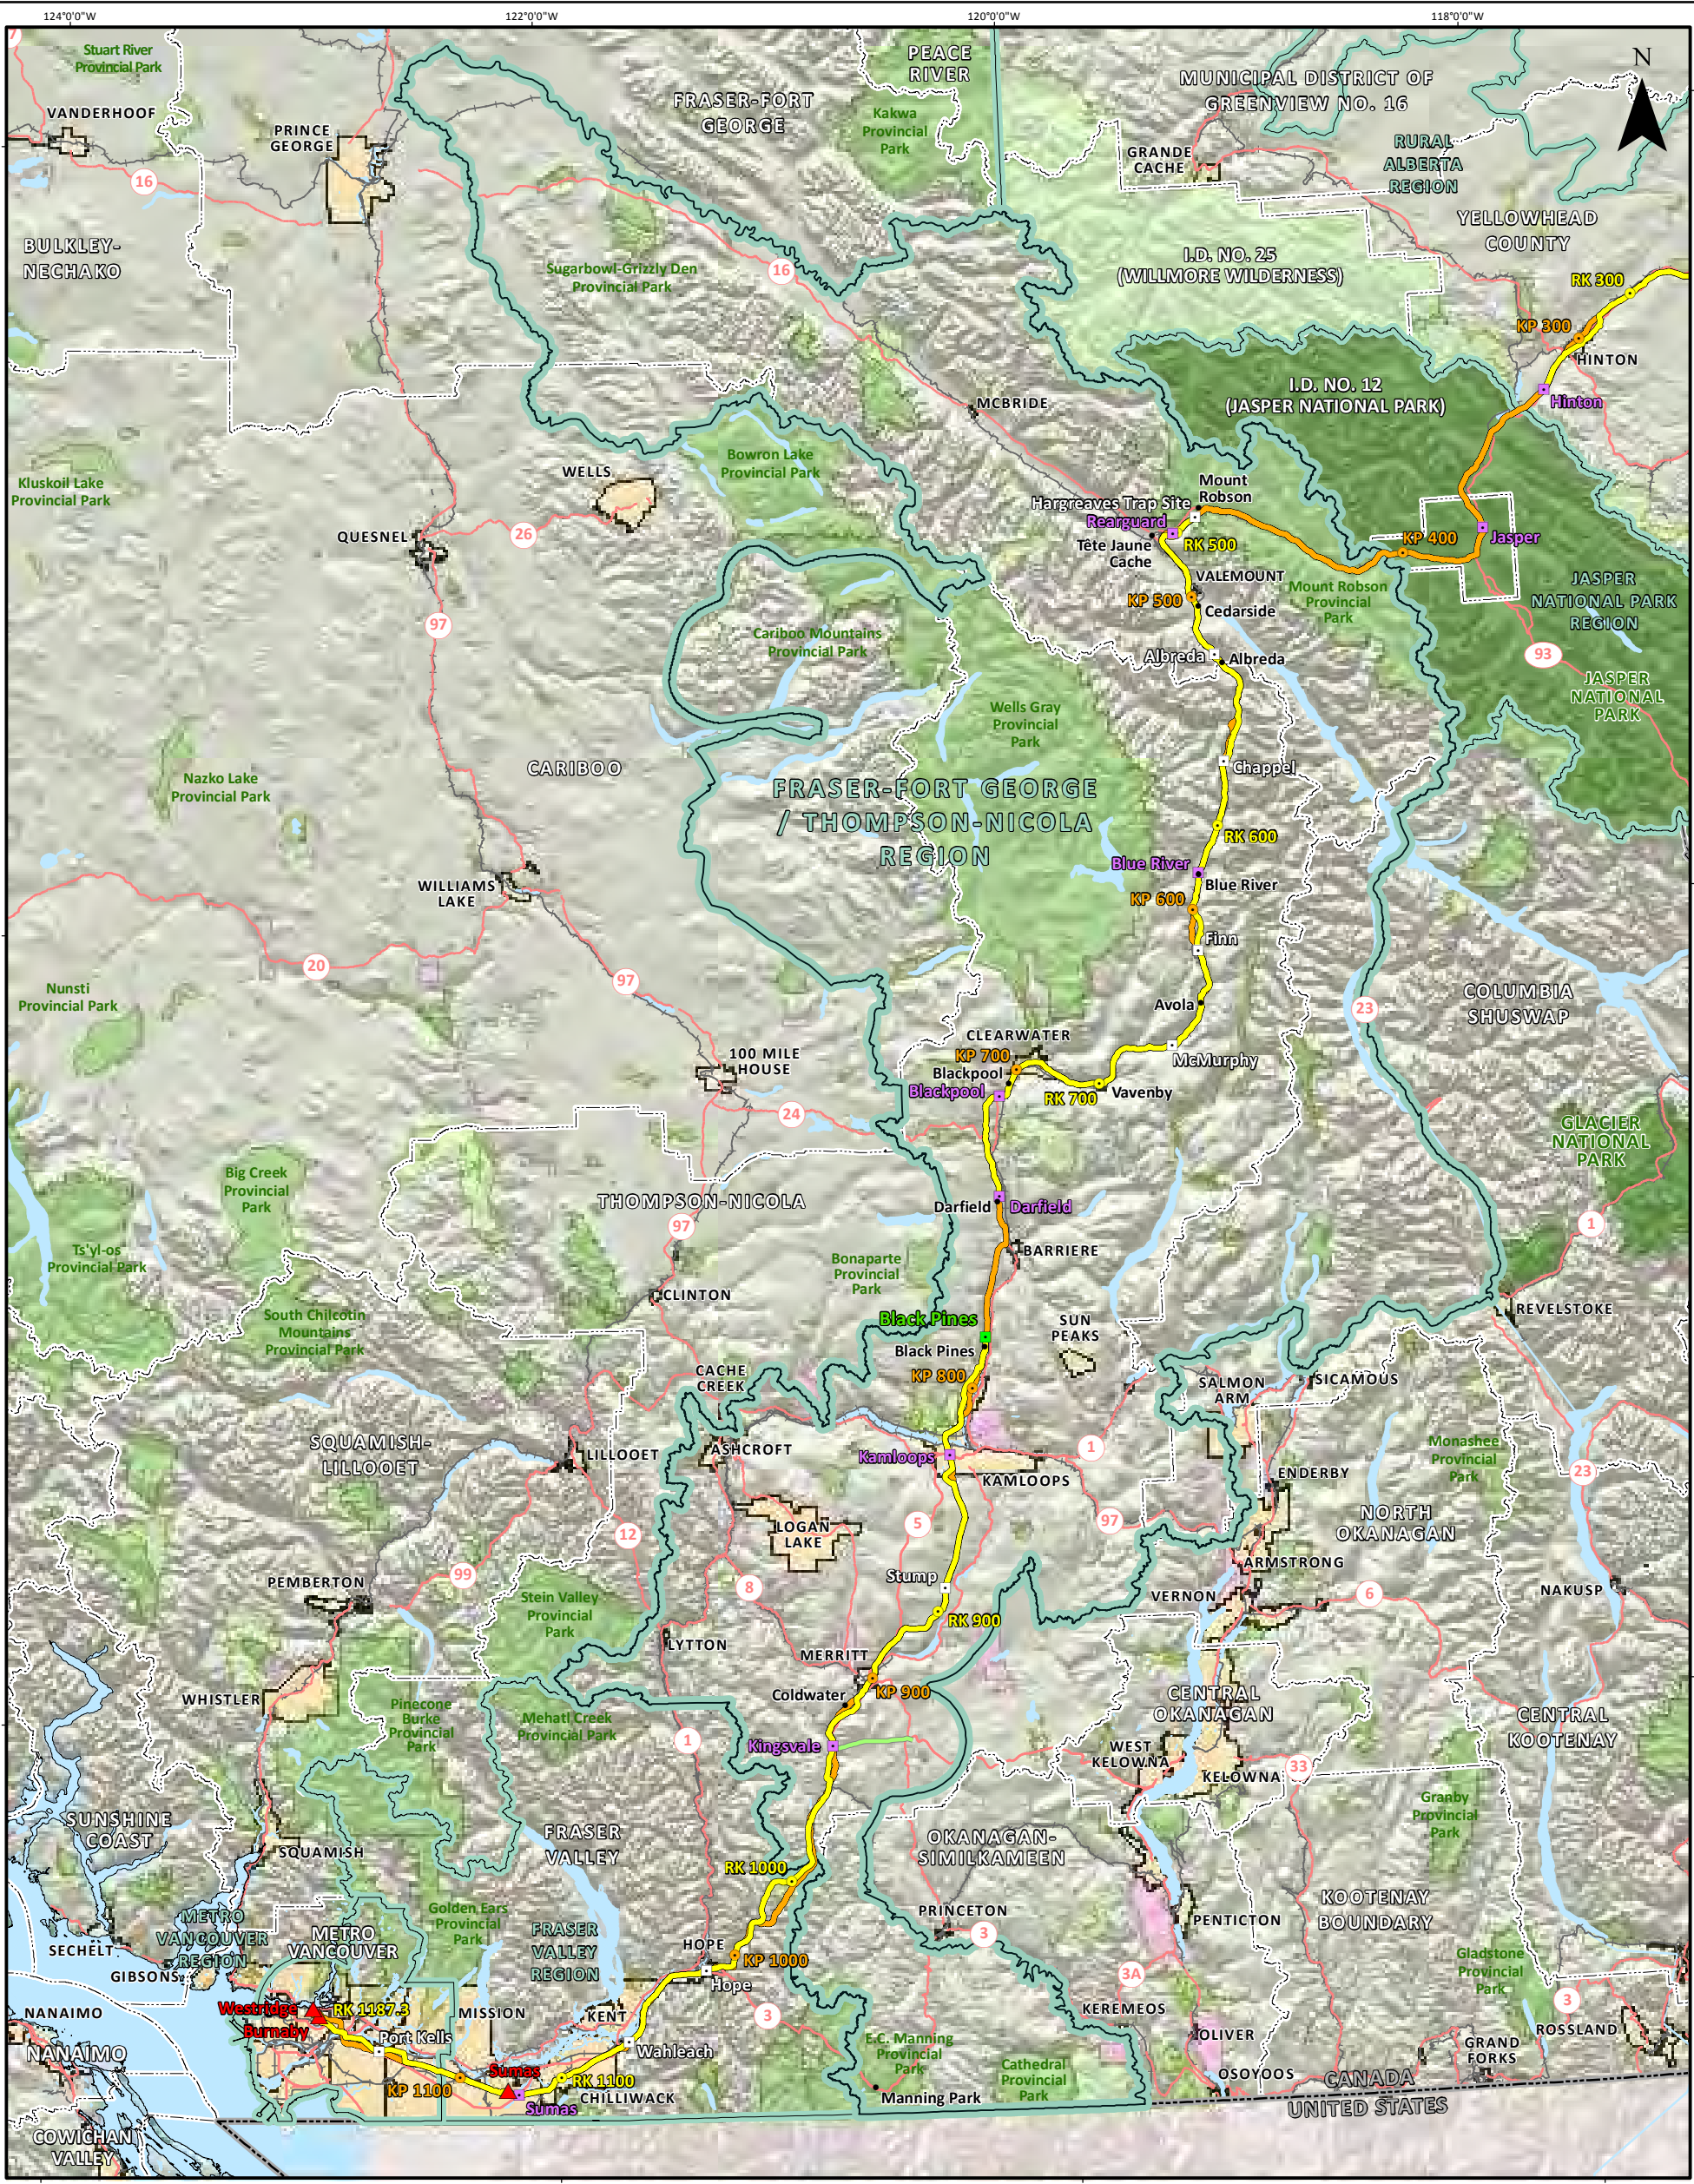 124°0'0"W
122°0'0"W
120°0'0"W
118°0'0"W
N
Stuart River
Provincial Park
VANDERHOOF
PRINCE
GEORGE
FRASER-FORT
GEORGE
PEACE
RIVER
Kakwa
Provincial
Park
MUNICIPAL DISTRICT OF
GREENVIEW NO. 16
GRANDE
CACHE
RURAL
ALBERTA
REGION
YELLOWHEAD
COUNTY
16
BULKLEY-
NECHAKO
Sugarbowl-Grizzly Den
Provincial Park
16
I.D. NO. 25
(WILLMORE WILDERNESS)
RK 300
KP 300
HINTON
Hinton
I.D. NO. 12
(JASPER NATIONAL PARK)
MCBRIDE
Bowron Lake
Provincial Park
WELLS
Kluskoil Lake
Provincial Park
QUESNEL
26
Mount
Robson
Hargreaves Trap Site
Rearguard
RK 500
Tête Jaune
Cache
KP 400
Jasper
VALEMOUNT
KP 500
Cedarside
Mount Robson
Provincial
Park
JASPER
NATIONAL PARK
REGION
97
Cariboo Mountains
Provincial Park
Albreda
Albreda
93
JASPER
NATIONAL
PARK
Wells Gray
Provincial
Park
Nazko Lake
Provincial Park
CARIBOO
Chappel
FRASER-FORT GEORGE
/ THOMPSON-NICOLA
REGION
RK 600
Blue River
Blue River
WILLIAMS
LAKE
KP 600
Finn
20
97
Nunsti
Provincial Park
Avola
COLUMBIA
SHUSWAP
23
CLEARWATER
KP 700
Blackpool
Blackpool
McMurphy
RK 700
Vavenby
100 MILE
HOUSE
24
GLACIER
NATIONAL
PARK
Big Creek
Provincial
Park
THOMPSON-NICOLA
Darfield
Darfield
97
1
Ts'yl-os
Provincial Park
Bonaparte
Provincial
Park
BARRIERE
CLINTON
REVELSTOKE
South Chilcotin
Mountains
Provincial Park
Black Pines
Black Pines
SUN
PEAKS
CACHE
CREEK
KP 800
SALMON
ARM
SICAMOUS
SQUAMISH-
LILLOOET
LILLOOET
ASHCROFT
Kamloops
KAMLOOPS
1
Monashee
Provincial
Park
ENDERBY
23
LOGAN
LAKE
5
97
NORTH
OKANAGAN
12
ARMSTRONG
PEMBERTON
99
8
Stump
VERNON
6
NAKUSP
Stein Valley
Provincial
Park
RK 900
LYTTON
MERRITT
KP 900
WHISTLER
Coldwater
Pinecone
Burke
Provincial
Park
Mehatl Creek
Provincial Park
CENTRAL
OKANAGAN
CENTRAL
KOOTENAY
1
Kingsvale
WEST
KELOWNA
KELOWNA
33
SUNSHINE
COAST
Granby
Provincial
Park
SQUAMISH
FRASER
VALLEY
OKANAGAN-
SIMILKAMEEN
RK 1000
KOOTENAY
BOUNDARY
METRO
VANCOUVER
REGION
METRO
VANCOUVER
Golden Ears
Provincial
Park
FRASER
VALLEY
REGION
PRINCETON
3
PENTICTON
SECHELT
GIBSONS
HOPE
KP 1000
Hope
3A
Gladstone
Provincial
Park
NANAIMO
Westridge
RK 1187.3
Burnaby
MISSION
KENT
3
KEREMEOS
3
Port Kells
Wahleach
OLIVER
GRAND
FORKS
ROSSLAND
NANAIMO
E.C. Manning
Provincial
Park
Cathedral
Provincial
Park
KP 1100
Sumas
RK 1100
CHILLIWACK
Sumas
Manning Park
OSOYOOS
CANADA
UNITED STATES
COWICHAN
VALLEY